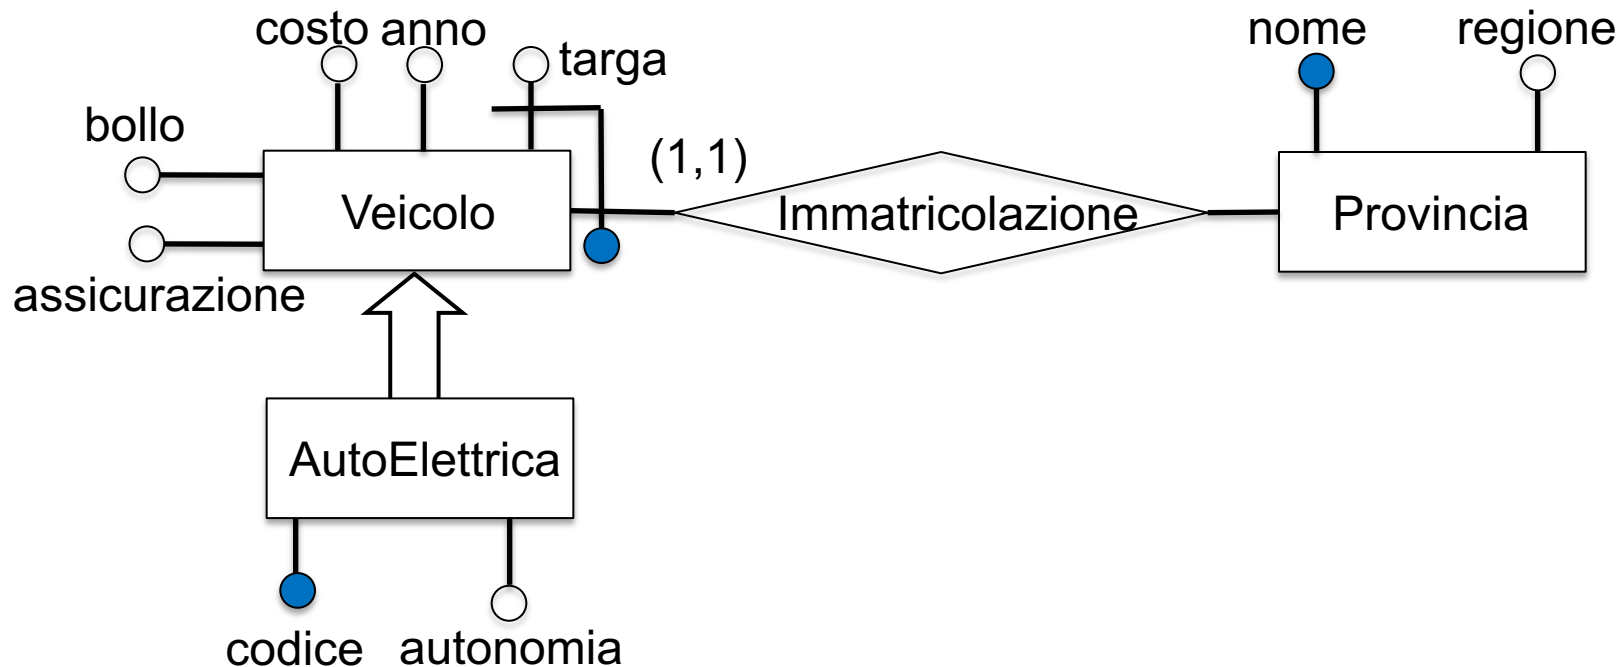 costo anno
targa
nome
regione
bollo
(1,1)
Veicolo
Immatricolazione
Provincia
assicurazione
AutoElettrica
codice
autonomia